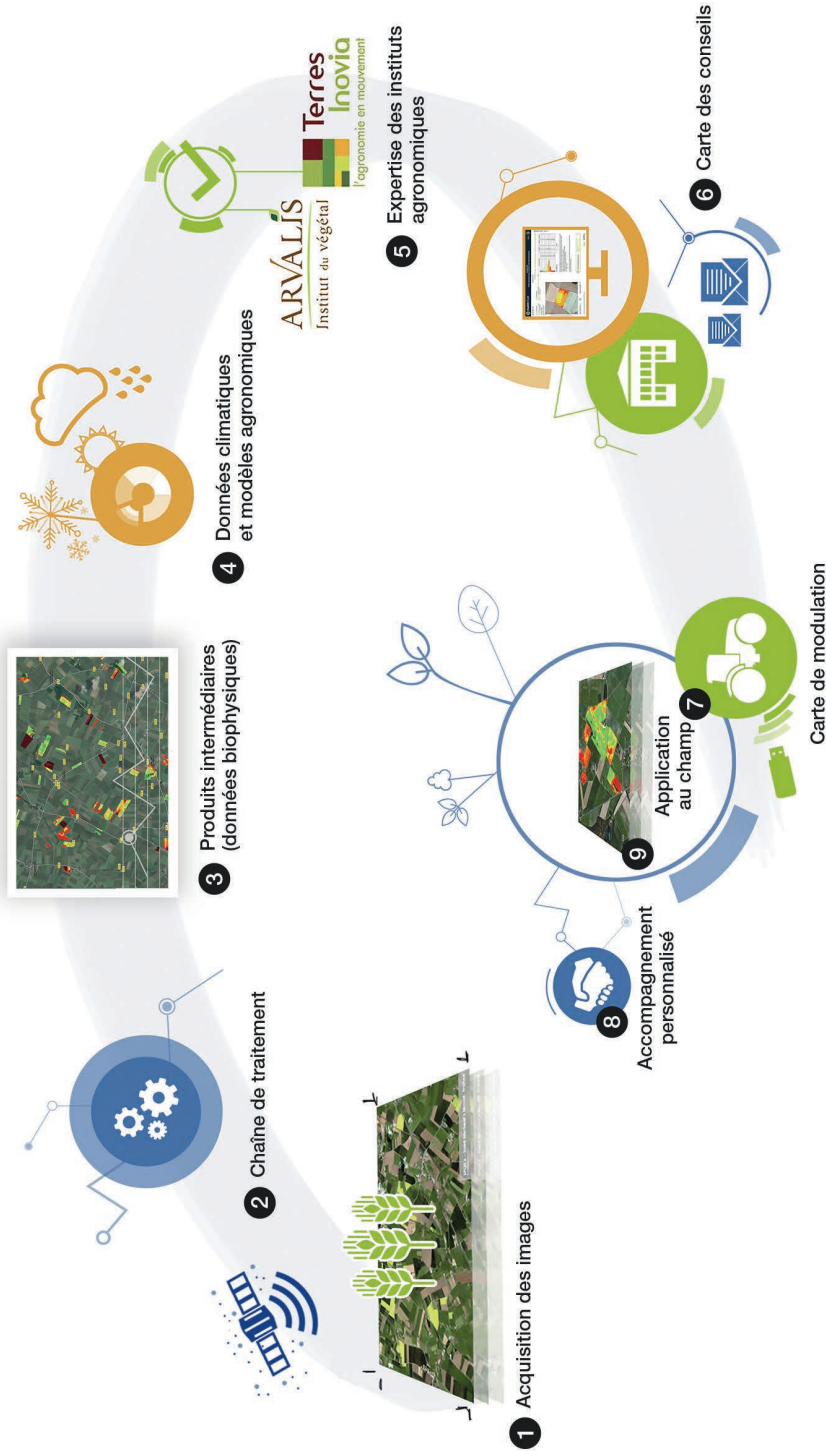 1 Acquisition des images
2 Chaîne de traitement
3 Produits intermédiaires
(données biophysiques)
4 Données climatiques
et modèles agronomiques
ARVALIS
Institut du végétal
Terres
Inovia
l'agronomie en mouvement
5 Expertise des instituts
agronomiques
6 Carte des conseils
7
Carte de modulation
8
Accompagnement
personnalisé
9
Application
au champ